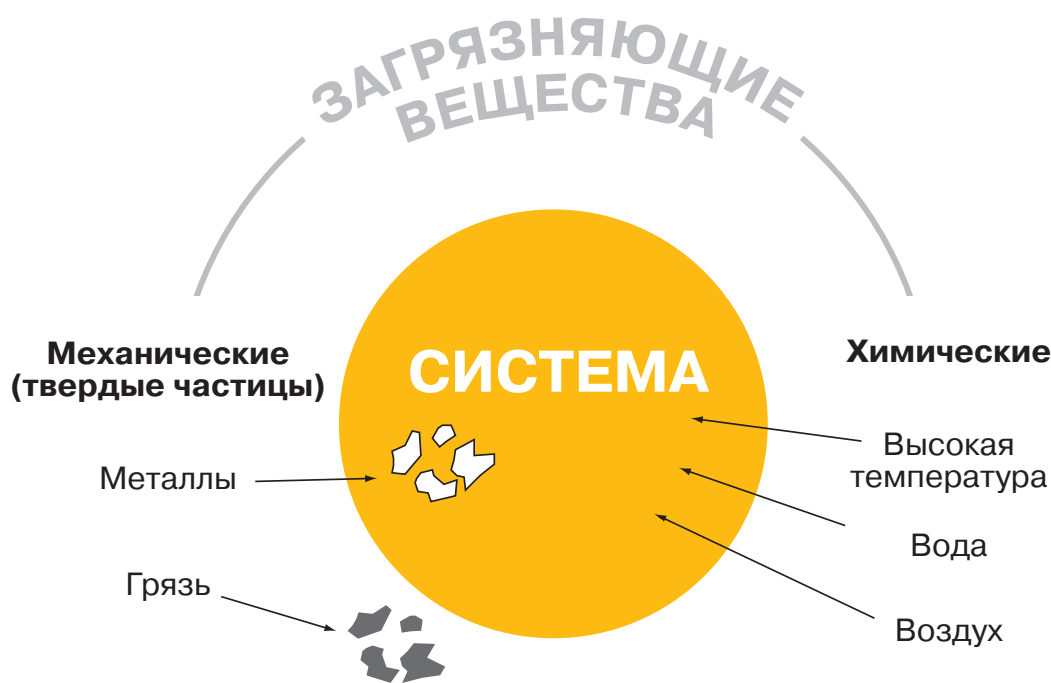 ЗАГРЯЗНЯЮЩИЕ
ВЕЩЕСТВА
Механические
(твердые частицы)
СИСТЕМА
Химические
Металлы
Грязь
Высокая
температура
Вода
Воздух